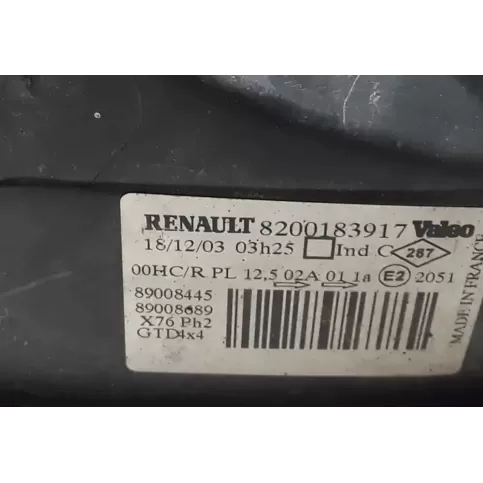 RENAULT 8200183917 Valeo
18/12/03 03h25 Ind C 287
00HC/R PL 12,5 02A 01 1a E2 2051
89008445
89008689
X76 Ph2
GTD4x4
MADE IN FRANCE